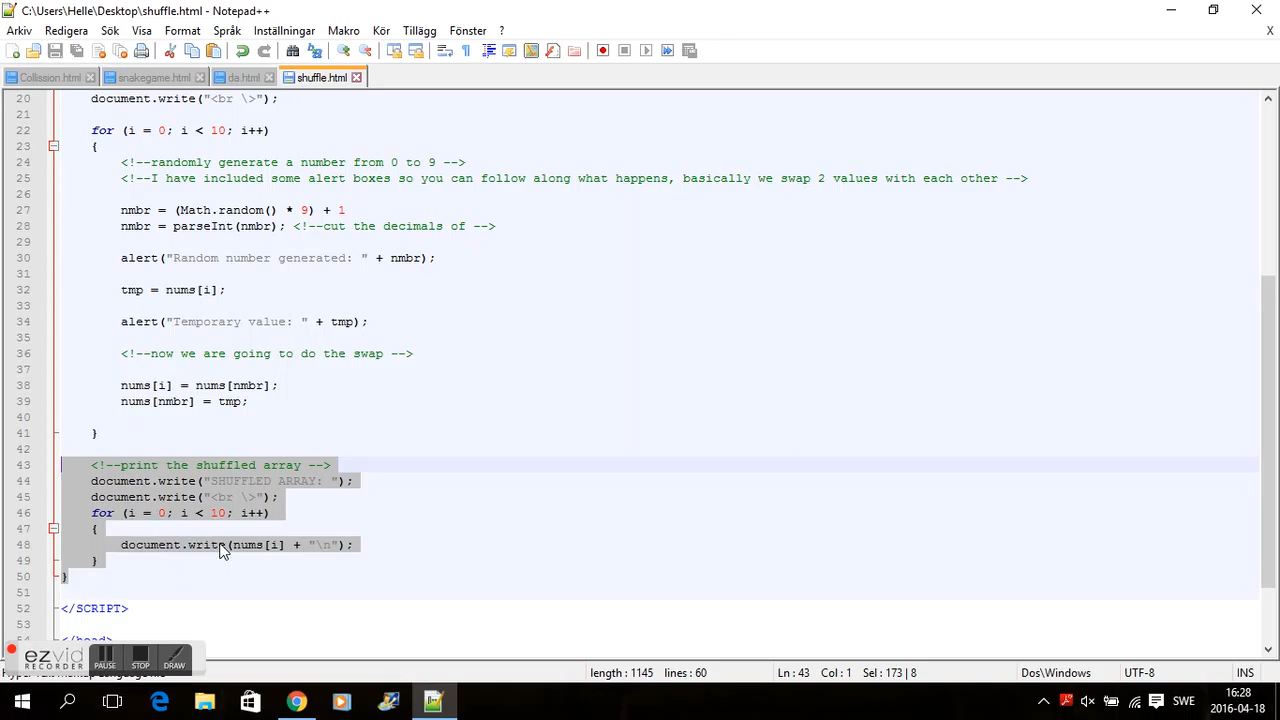 C:\Users\Helle\Desktop\shuffle.html - Notepad++
Arkiv Redigera Sök Visa Format Språk Inställningar Makro Kör Tillägg Fönster ? X
Collission.html snakegame.html da.html shuffle.html
20 document.write("<br \>");
21
22 for (i = 0; i < 10; i++)
23 {
24 <!--randomly generate a number from 0 to 9 -->
25 <!--I have included some alert boxes so you can follow along what happens, basically we swap 2 values with each other -->
26
27 nmbr = (Math.random() * 9) + 1
28 nmbr = parseInt(nmbr); <!--cut the decimals of -->
29
30 alert("Random number generated: " + nmbr);
31
32 tmp = nums[i];
33
34 alert("Temporary value: " + tmp);
35
36 <!--now we are going to do the swap -->
37
38 nums[i] = nums[nmbr];
39 nums[nmbr] = tmp;
40
41 }
42
43 <!--print the shuffled array -->
44 document.write("SHUFFLED ARRAY: ");
45 document.write("<br \>");
46 for (i = 0; i < 10; i++)
47 {
48 document.write(nums[i] + "\n");
49 }
50 }
51
52 </SCRIPT>
53
54 </head>
ezvid
RECORDER PAUSE STOP DRAW
length : 1145 lines : 60 Ln : 43 Col : 1 Sel : 173 | 8 Dos\Windows UTF-8 INS
SWE 16:28
2016-04-18